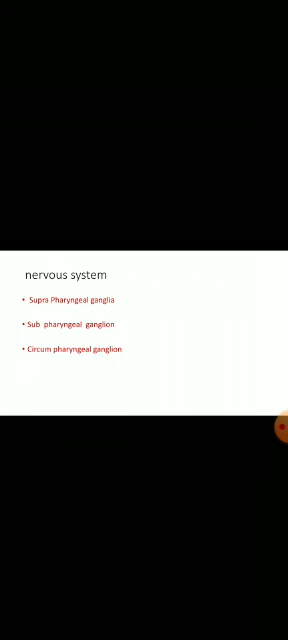 nervous system
• Supra Pharyngeal ganglia
• Sub pharyngeal ganglion
• Circum pharyngeal ganglion